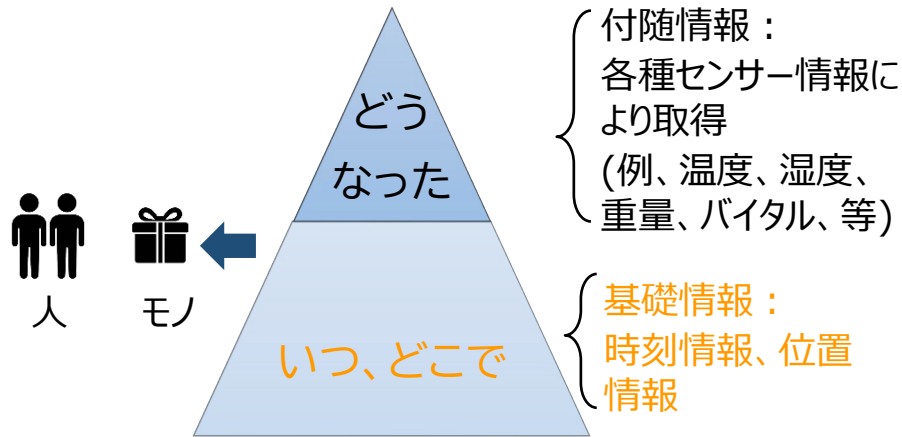 どう
なった
付随情報：
各種センサー情報に
より取得
(例、温度、湿度、
重量、バイタル、等)
人
モノ
いつ、どこで
基礎情報：
時刻情報、位置
情報